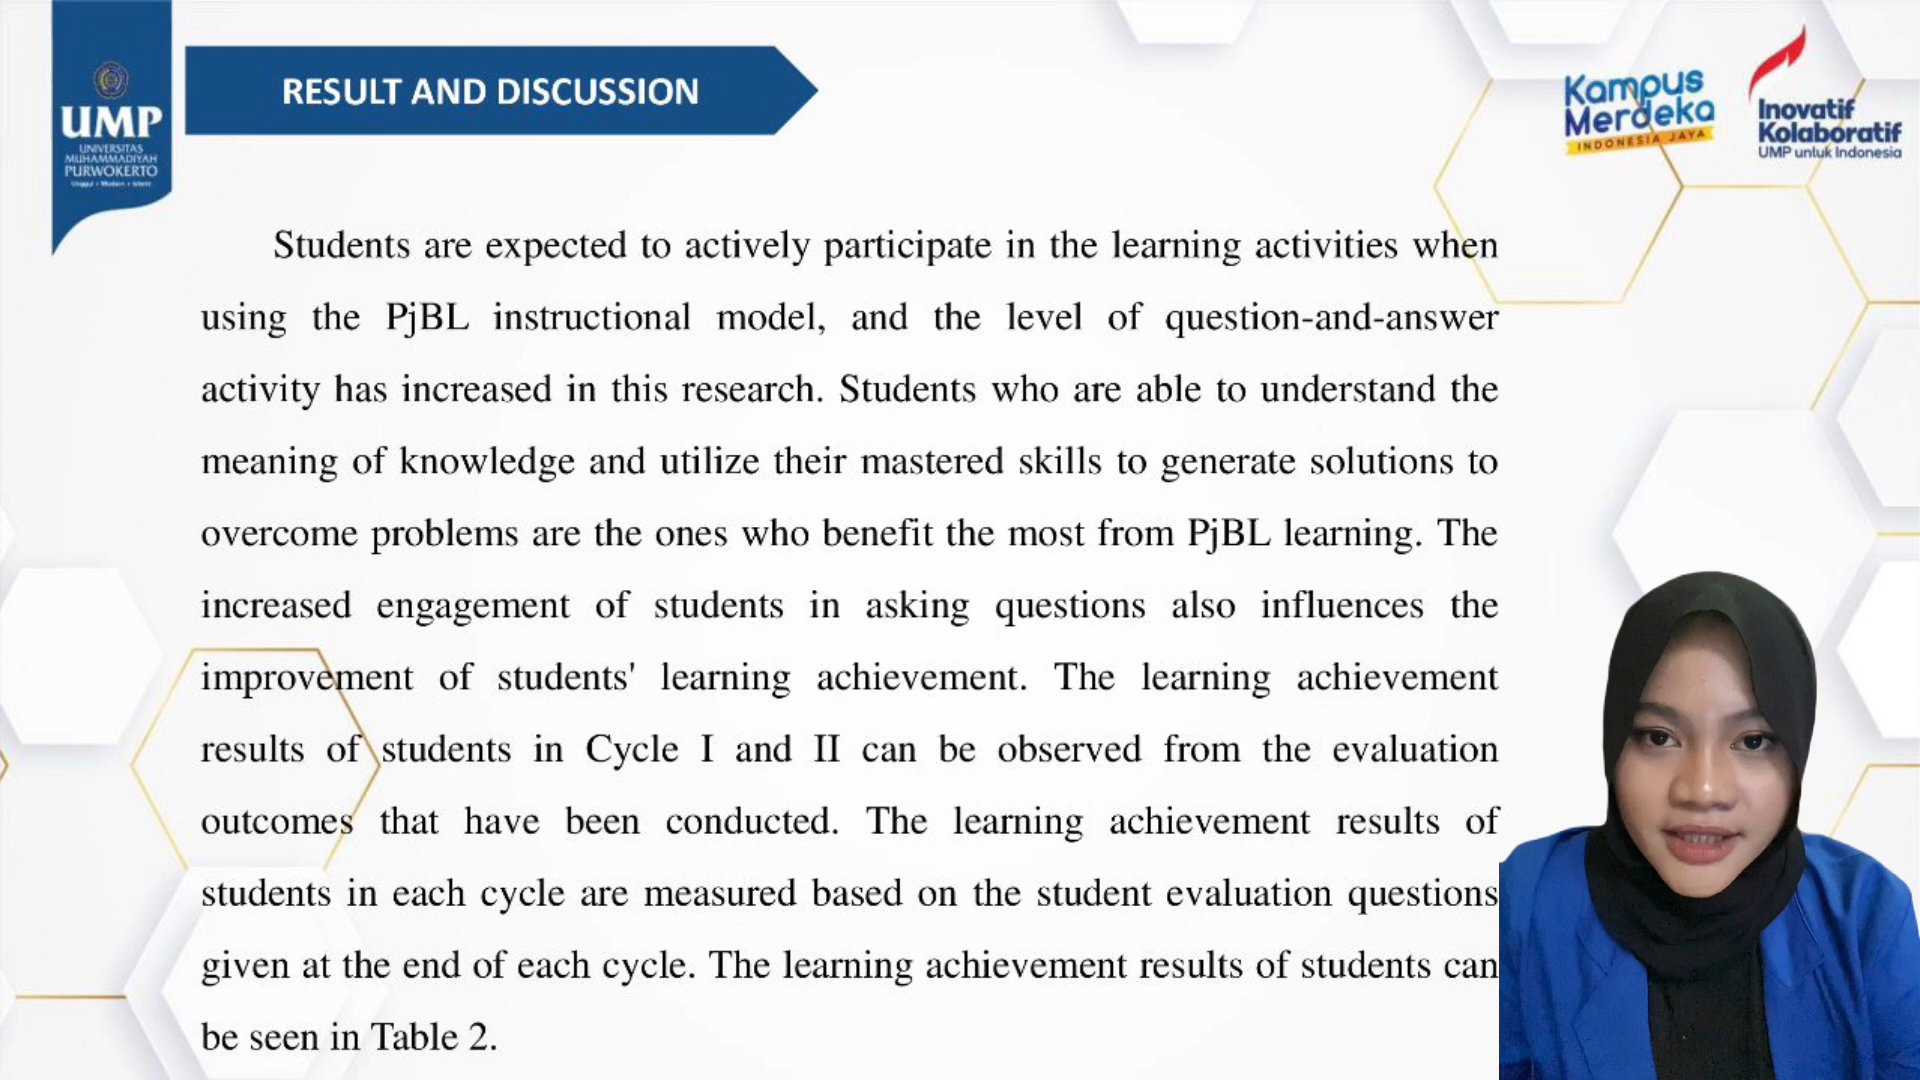 RESULT AND DISCUSSION
UMP
UNIVERSITAS
MUHAMMADIYAH
PURWOKERTO
Unggul • Modern • Islami
Kampus
Merdeka
INDONESIA JAYA
Inovatif
Kolaboratif
UMP untuk Indonesia
Students are expected to actively participate in the learning activities when
using the PjBL instructional model, and the level of question-and-answer
activity has increased in this research. Students who are able to understand the
meaning of knowledge and utilize their mastered skills to generate solutions to
overcome problems are the ones who benefit the most from PjBL learning. The
increased engagement of students in asking questions also influences the
improvement of students' learning achievement. The learning achievement
results of students in Cycle I and II can be observed from the evaluation
outcomes that have been conducted. The learning achievement results of
students in each cycle are measured based on the student evaluation questions
given at the end of each cycle. The learning achievement results of students can
be seen in Table 2.